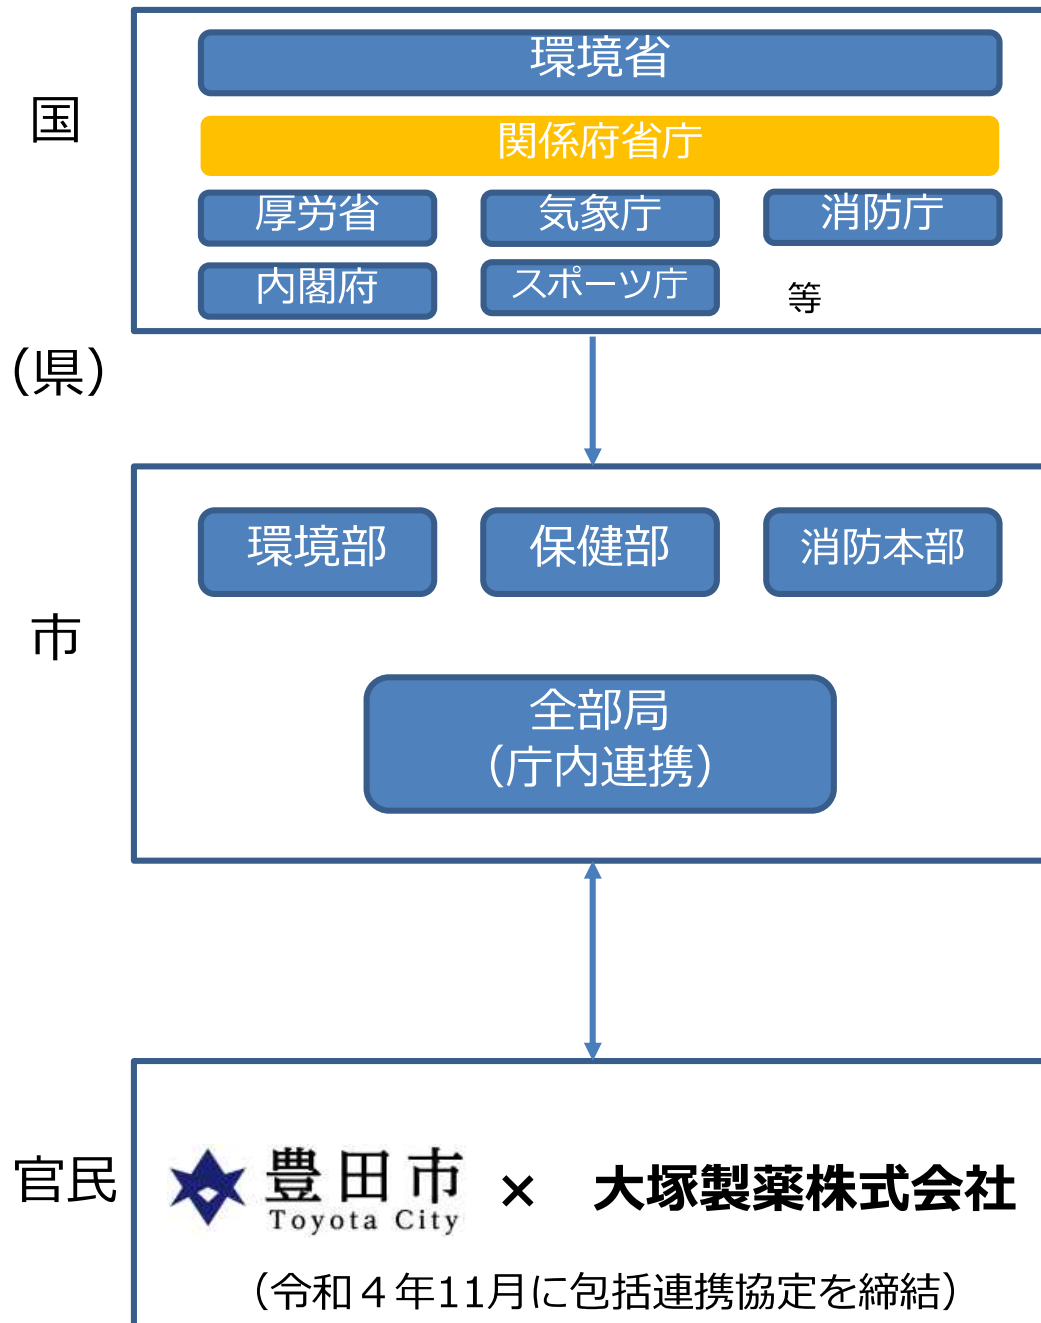 国
環境省
関係府省庁
厚労省 気象庁 消防庁
内閣府 スポーツ庁 等
（県）
市
環境部 保健部 消防本部
全部局
（庁内連携）
官民
豊田市 × 大塚製薬株式会社
Toyota City
（令和４年11月に包括連携協定を締結）